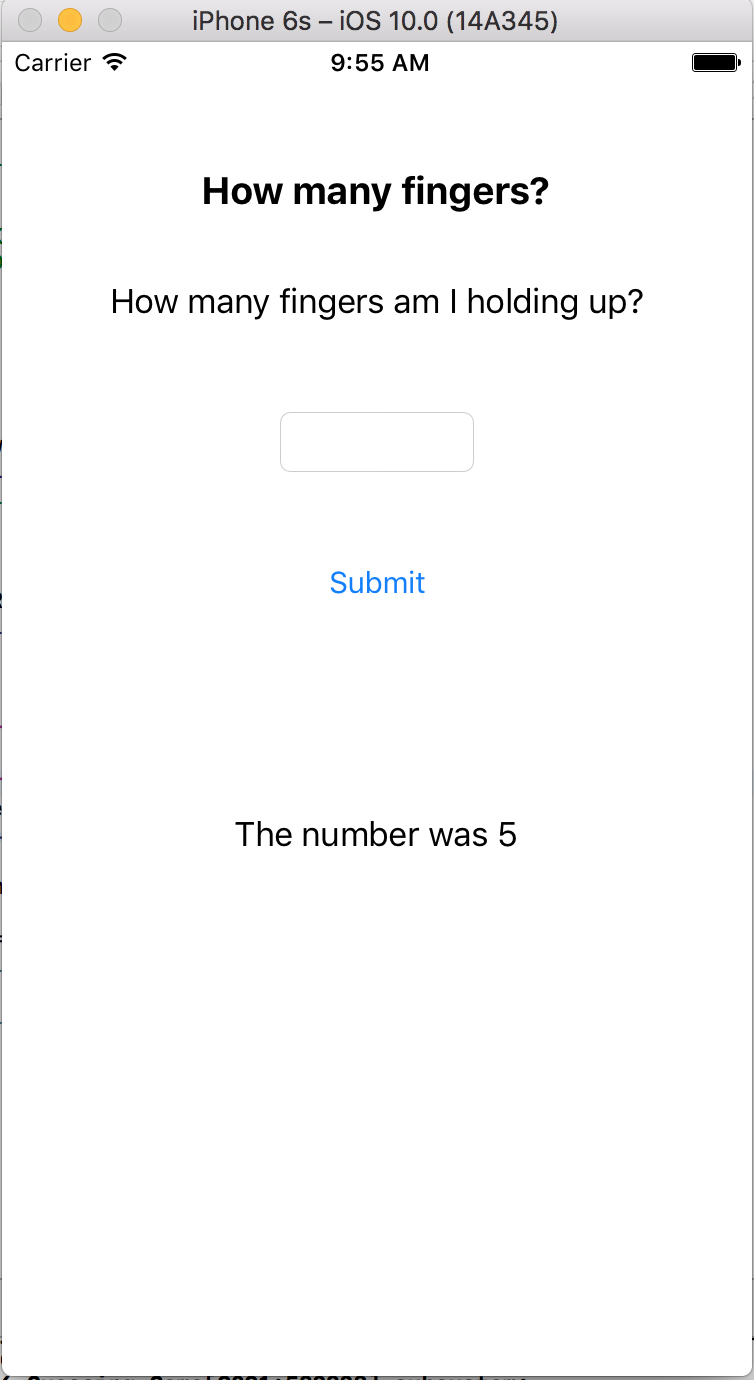 iPhone 6s – iOS 10.0 (14A345)
Carrier 9:55 AM
How many fingers?
How many fingers am I holding up?
Submit
The number was 5